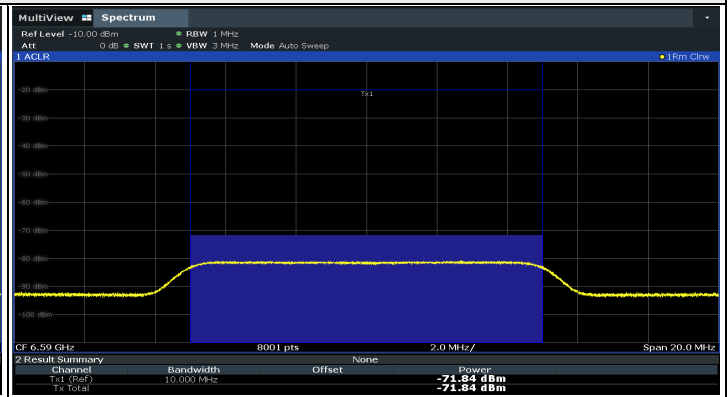 MultiView Spectrum
Ref Level -10.00 dBm RBW 1 MHz
Att 0 dB SWT 1 s VBW 3 MHz Mode Auto Sweep
1 ACLR 1Rm Clrw
Tx1
-20 dBm
-30 dBm
-40 dBm
-50 dBm
-60 dBm
-70 dBm
-80 dBm
-90 dBm
-100 dBm
CF 6.59 GHz 8001 pts 2.0 MHz/ Span 20.0 MHz
2 Result Summary None
Channel Bandwidth Offset Power
Tx1 (Ref) 10.000 MHz -71.84 dBm
Tx Total -71.84 dBm